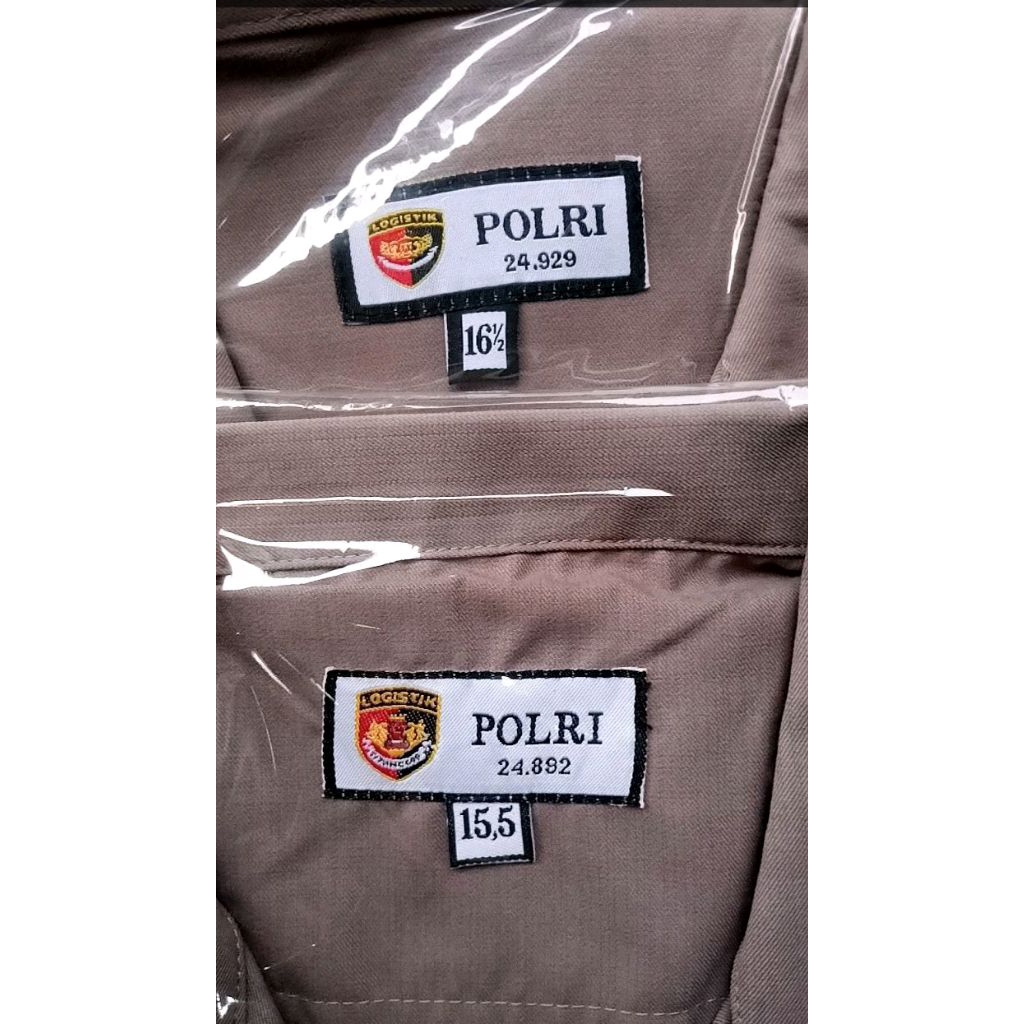 LOGISTIK
POLRI
24.929
16½
LOGISTIK
POLRI
24.892
15,5